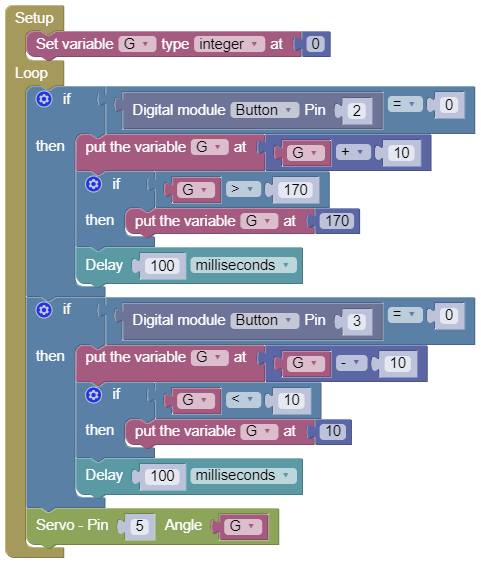 Setup
Set variable G type integer at 0
Loop
if Digital module Button Pin 2 = 0
then put the variable G at G + 10
if G > 170
then put the variable G at 170
Delay 100 milliseconds
if Digital module Button Pin 3 = 0
then put the variable G at G - 10
if G < 10
then put the variable G at 10
Delay 100 milliseconds
Servo - Pin 5 Angle G